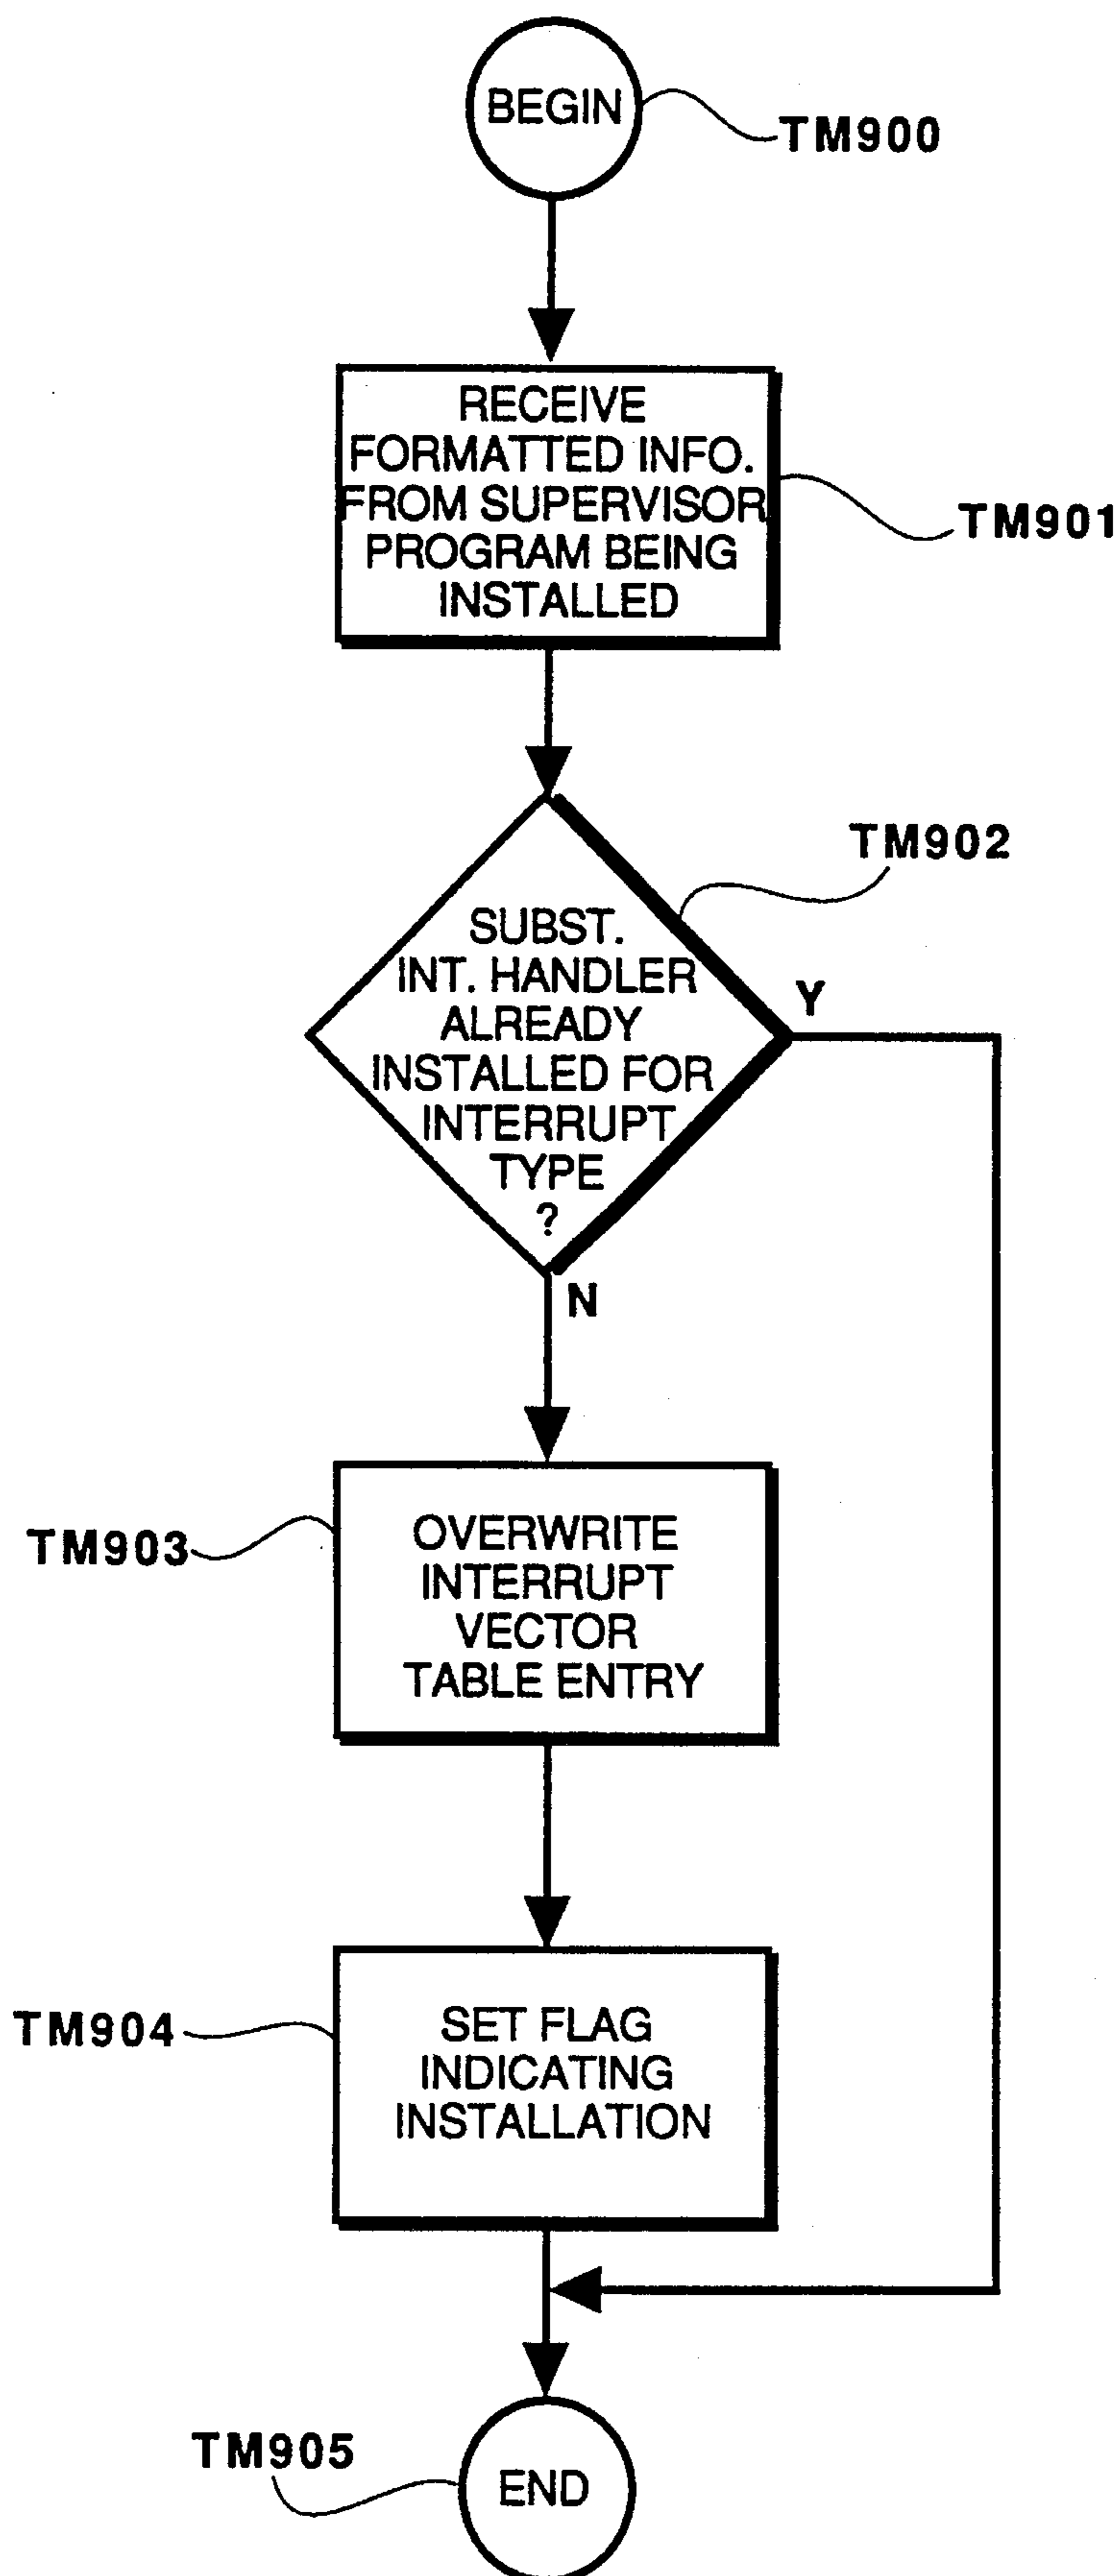 BEGIN
TM900
RECEIVE
FORMATTED INFO.
FROM SUPERVISOR
PROGRAM BEING
INSTALLED
TM901
TM902
SUBST.
INT. HANDLER
ALREADY
INSTALLED FOR
INTERRUPT
TYPE
?
Y
N
TM903
OVERWRITE
INTERRUPT
VECTOR
TABLE ENTRY
TM904
SET FLAG
INDICATING
INSTALLATION
TM905
END